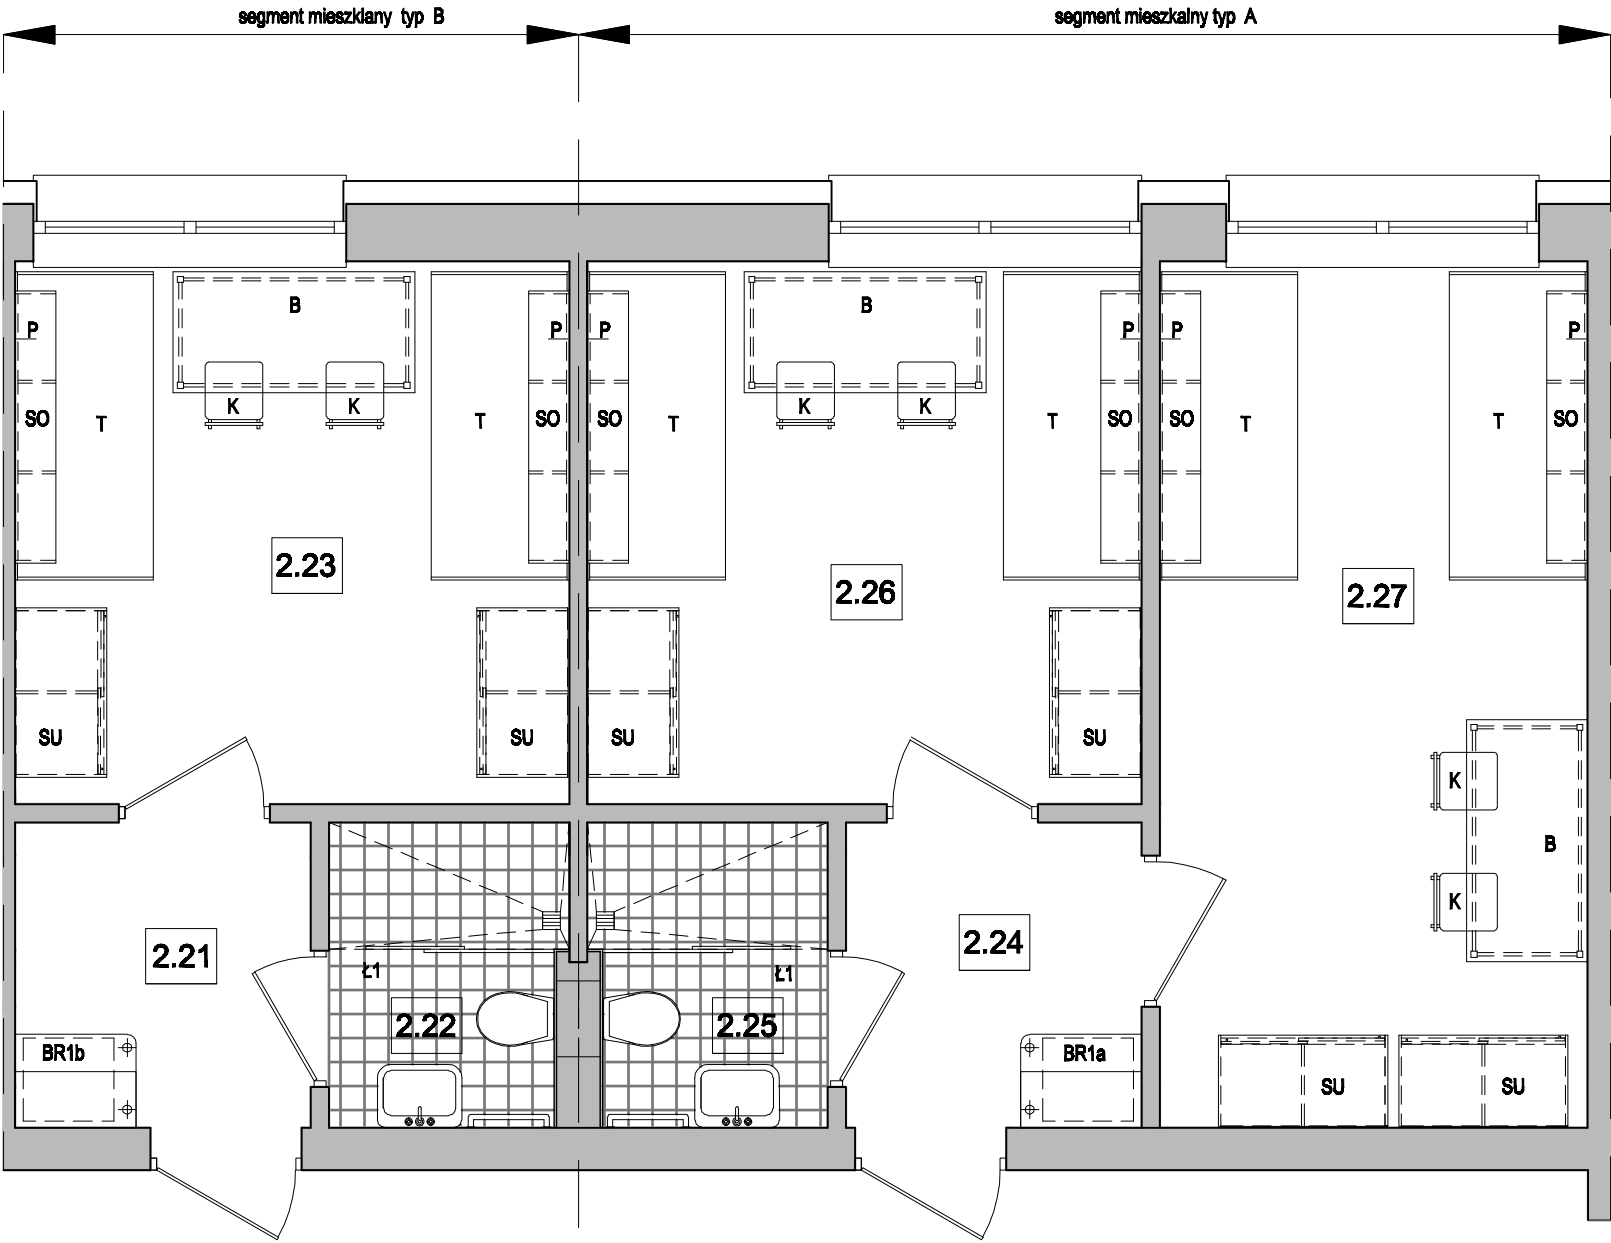 segment mieszklany typ B
segment mieszkalny typ A
B
B
P
P
P
P
P
P
K
K
K
K
SO
T
T
SO
SO
T
T
SO
SO
T
T
SO
2.23
2.26
2.27
SU
SU
SU
SU
K
B
K
2.21
2.24
Ł1
Ł1
2.22
2.25
BR1b
BR1a
SU
SU